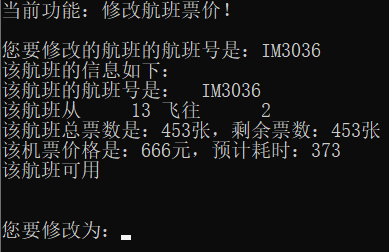 当前功能：修改航班票价！
您要修改的航班的航班号是：IM3036
该航班的信息如下：
该航班的航班号是：  IM3036
该航班从     13 飞往      2
该航班总票数是：453张，剩余票数：453张
该机票价格是：666元，预计耗时：373
该航班可用
您要修改为：